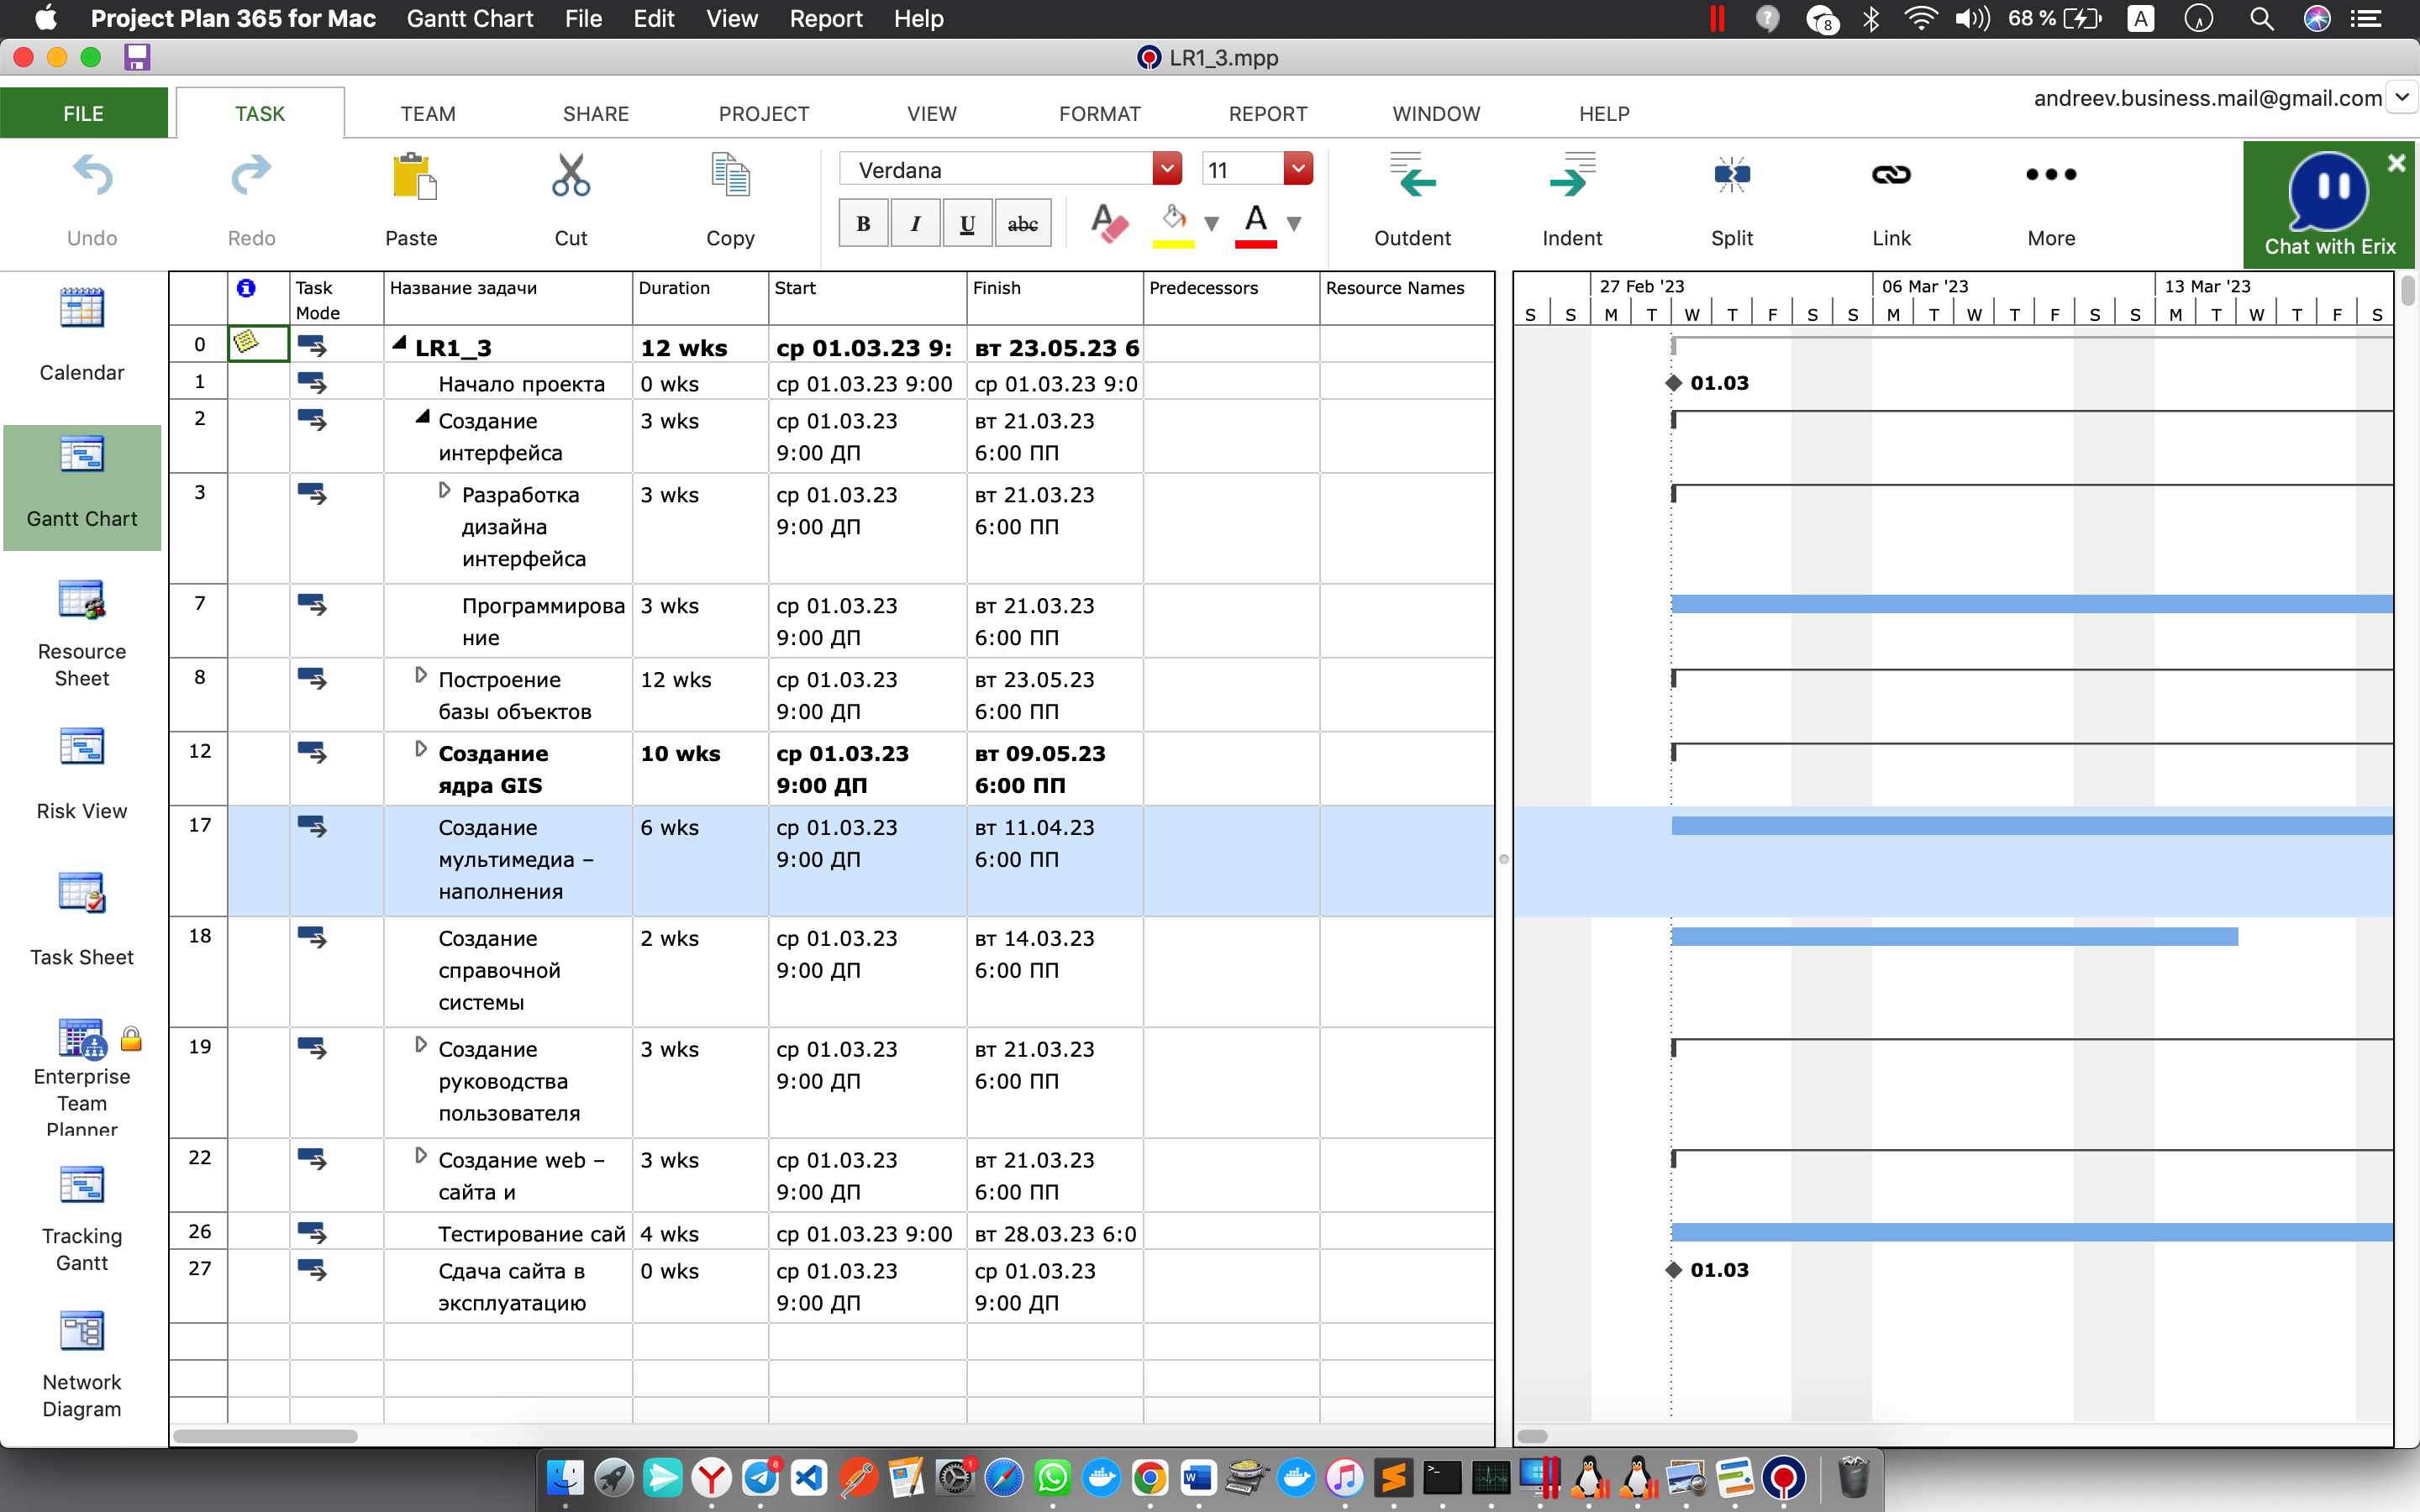 Project Plan 365 for Mac Gantt Chart File Edit View Report Help 8 68 % A
LR1_3.mpp
FILE TASK TEAM SHARE PROJECT VIEW FORMAT REPORT WINDOW HELP andreev.business.mail@gmail.com
Verdana 11
B I U abc A A
Undo Redo Paste Cut Copy Outdent Indent Split Link More Chat with Erix
Calendar
Gantt Chart
Resource
Sheet
Risk View
Task Sheet
Enterprise
Team
Planner
Tracking
Gantt
Network
Diagram
Task
Mode Название задачи Duration Start Finish Predecessors Resource Names
27 Feb '23 06 Mar '23 13 Mar '23
S S M T W T F S S M T W T F S S M T W T F S
0 LR1_3 12 wks ср 01.03.23 9: вт 23.05.23 6
1 Начало проекта 0 wks ср 01.03.23 9:00 ср 01.03.23 9:0 01.03
2 Создание 3 wks ср 01.03.23 вт 21.03.23
интерфейса 9:00 ДП 6:00 ПП
3 Разработка 3 wks ср 01.03.23 вт 21.03.23
дизайна 9:00 ДП 6:00 ПП
интерфейса
7 Программирова 3 wks ср 01.03.23 вт 21.03.23
ние 9:00 ДП 6:00 ПП
8 Построение 12 wks ср 01.03.23 вт 23.05.23
базы объектов 9:00 ДП 6:00 ПП
12 Создание 10 wks ср 01.03.23 вт 09.05.23
ядра GIS 9:00 ДП 6:00 ПП
17 Создание 6 wks ср 01.03.23 вт 11.04.23
мультимедиа – 9:00 ДП 6:00 ПП
наполнения
18 Создание 2 wks ср 01.03.23 вт 14.03.23
справочной 9:00 ДП 6:00 ПП
системы
19 Создание 3 wks ср 01.03.23 вт 21.03.23
руководства 9:00 ДП 6:00 ПП
пользователя
22 Создание web – 3 wks ср 01.03.23 вт 21.03.23
сайта и 9:00 ДП 6:00 ПП
26 Тестирование сай 4 wks ср 01.03.23 9:00 вт 28.03.23 6:0
27 Сдача сайта в 0 wks ср 01.03.23 ср 01.03.23 01.03
эксплуатацию 9:00 ДП 9:00 ДП
8 1